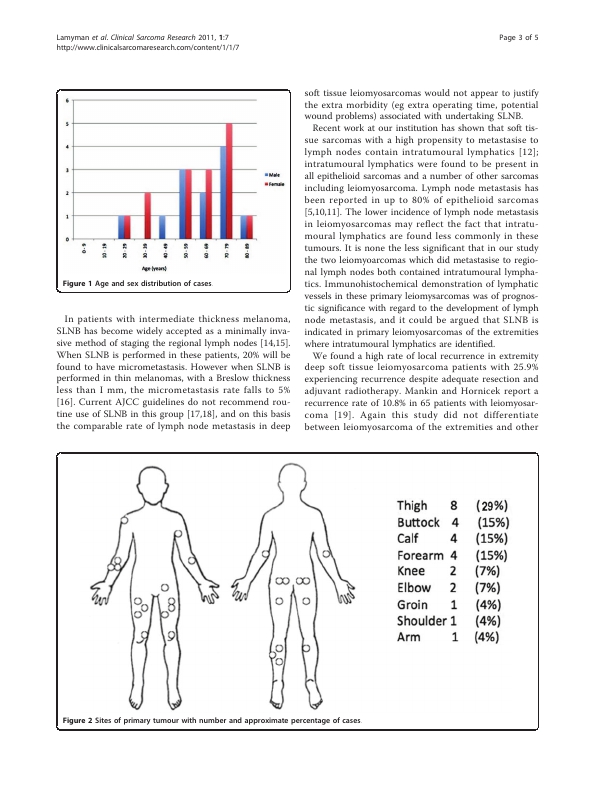 Lamyman et al. Clinical Sarcoma Research 2011, 1:7
http://www.clinicalsarcomaresearch.com/content/1/1/7
Page 3 of 5
6
5
4
3
2
1
0
0 - 9
10 - 19
20 - 29
30 - 39
40 - 49
50 - 59
60 - 69
70 - 79
80 - 89
Age (years)
Male
Female
Figure 1 Age and sex distribution of cases.
In patients with intermediate thickness melanoma,
SLNB has become widely accepted as a minimally inva-
sive method of staging the regional lymph nodes [14,15].
When SLNB is performed in these patients, 20% will be
found to have micrometastasis. However when SLNB is
performed in thin melanomas, with a Breslow thickness
less than 1 mm, the micrometastasis rate falls to 5%
[16]. Current AJCC guidelines do not recommend rou-
tine use of SLNB in this group [17,18], and on this basis
the comparable rate of lymph node metastasis in deep
soft tissue leiomyosarcomas would not appear to justify
the extra morbidity (eg extra operating time, potential
wound problems) associated with undertaking SLNB.
Recent work at our institution has shown that soft tis-
sue sarcomas with a high propensity to metastasise to
lymph nodes contain intratumoural lymphatics [12];
intratumoural lymphatics were found to be present in
all epithelioid sarcomas and a number of other sarcomas
including leiomyosarcoma. Lymph node metastasis has
been reported in up to 80% of epithelioid sarcomas
[5,10,11]. The lower incidence of lymph node metastasis
in leiomyosarcomas may reflect the fact that intratu-
moural lymphatics are found less commonly in these
tumours. It is none the less significant that in our study
the two leiomyoarcomas which did metastasise to regio-
nal lymph nodes both contained intratumoural lympha-
tics. Immunohistochemical demonstration of lymphatic
vessels in these primary leiomysarcomas was of prognos-
tic significance with regard to the development of lymph
node metastasis, and it could be argued that SLNB is
indicated in primary leiomyosarcomas of the extremities
where intratumoural lymphatics are identified.
We found a high rate of local recurrence in extremity
deep soft tissue leiomyosarcoma patients with 25.9%
experiencing recurrence despite adequate resection and
adjuvant radiotherapy. Mankin and Hornicek report a
recurrence rate of 10.8% in 65 patients with leiomyosar-
coma [19]. Again this study did not differentiate
between leiomyosarcoma of the extremities and other
Thigh 8 (29%)
Buttock 4 (15%)
Calf 4 (15%)
Forearm 4 (15%)
Knee 2 (7%)
Elbow 2 (7%)
Groin 1 (4%)
Shoulder 1 (4%)
Arm 1 (4%)
Figure 2 Sites of primary tumour with number and approximate percentage of cases.